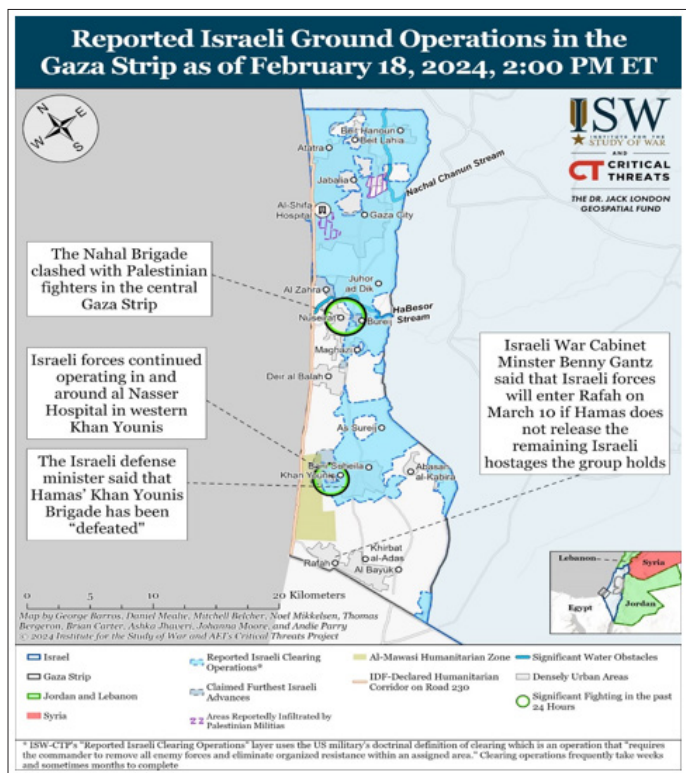 Reported Israeli Ground Operations in the
Gaza Strip as of February 18, 2024, 2:00 PM ET
N
E
W
S
ISW
INSTITUTE FOR THE
STUDY OF WAR
AND
CT CRITICAL
THREATS
THE DR. JACK LONDON
GEOSPATIAL FUND
Beit Hanoun
Beit Lahia
Atatra
Jabalia
Nachal Chanun Stream
Al-Shifa
Hospital
Gaza City
The Nahal Brigade
clashed with Palestinian
fighters in the central
Gaza Strip
Juhor
ad Dik
Al Zahra
HaBesor
Stream
Nuseirat
Bureij
Maghazi
Israeli forces continued
operating in and
around al Nasser
Hospital in western
Khan Younis
Deir al Balah
As Sureij
Israeli War Cabinet
Minster Benny Gantz
said that Israeli forces
will enter Rafah on
March 10 if Hamas does
not release the
remaining Israeli
hostages the group holds
The Israeli defense
minister said that
Hamas' Khan Younis
Brigade has been
"defeated"
Bani Suheila
Khan Younis
Abasan
al-Kabira
Khirbat
al-Adas
Rafah
Al Bayuk
Lebanon
Syria
Egypt
Jordan
0 5 10 20 Kilometers
Map by George Barros, Daniel Mealie, Mitchell Belcher, Noel Mikkelsen, Thomas
Bergeron, Brian Carter, Ashka Jhaveri, Johanna Moore, and Andie Parry
© 2024 Institute for the Study of War and AEI's Critical Threats Project
Israel
Gaza Strip
Jordan and Lebanon
Syria
Reported Israeli Clearing
Operations*
Claimed Furthest Israeli
Advances
Areas Reportedly Infiltrated by
Palestinian Militias
Al-Mawasi Humanitarian Zone
IDF-Declared Humanitarian
Corridor on Road 230
Significant Water Obstacles
Densely Urban Areas
Significant Fighting in the past
24 Hours
* ISW-CTP's "Reported Israeli Clearing Operations" layer uses the US military's doctrinal definition of clearing which is an operation that "requires
the commander to remove all enemy forces and eliminate organized resistance within an assigned area." Clearing operations frequently take weeks
and sometimes months to complete